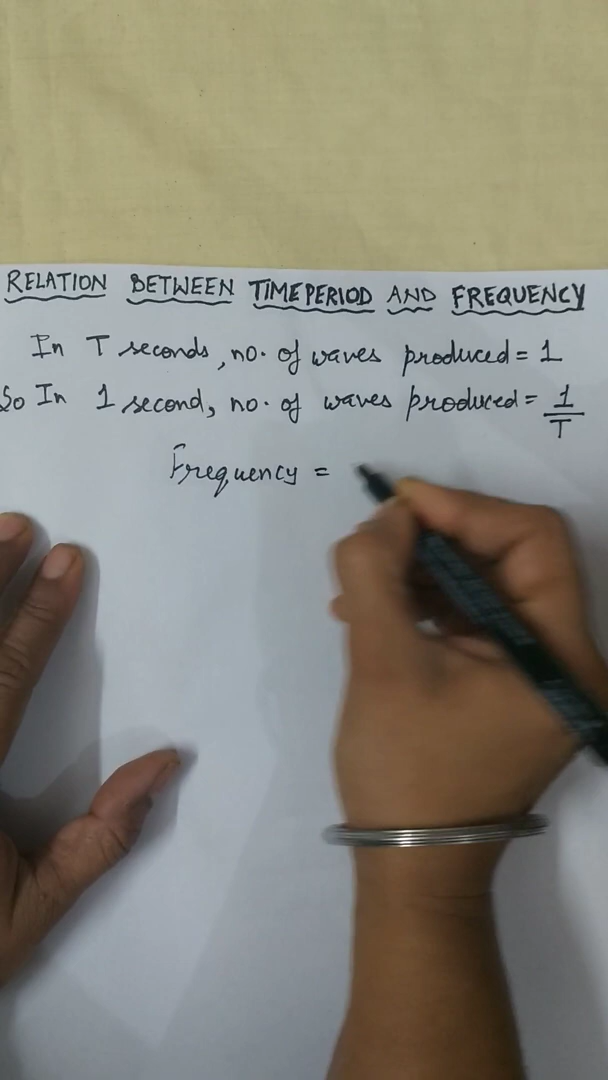 RELATION BETWEEN TIMEPERIOD AND FREQUENCY
In T seconds, no. of waves produced = 1
So In 1 second, no. of waves produced = 1/T
Frequency =